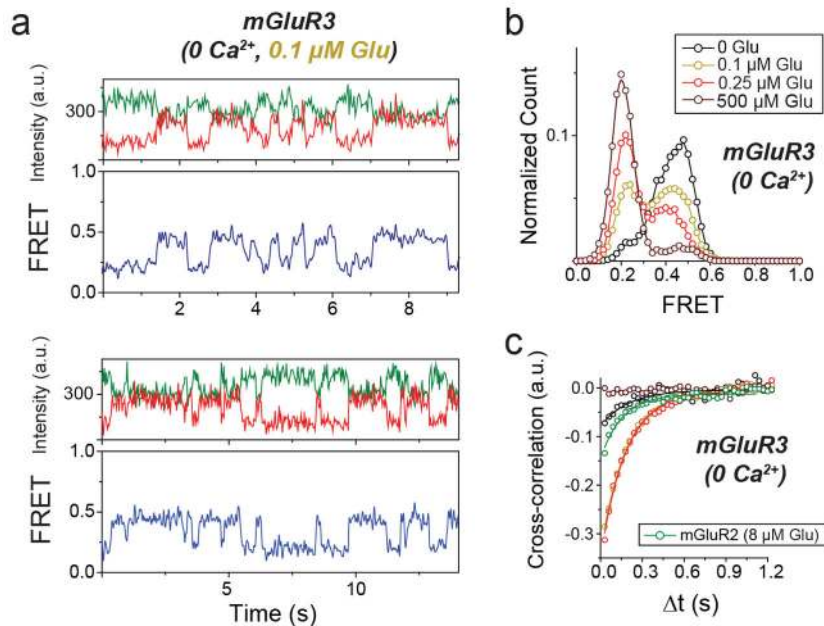 a
mGluR3
(0 Ca²⁺, 0.1 µM Glu)
Intensity (a.u.)
300
FRET
1.0
0.5
0.0
2
4
6
8
Intensity (a.u.)
300
FRET
1.0
0.5
0.0
5
10
Time (s)
b
Normalized Count
0.1
0 Glu
0.1 µM Glu
0.25 µM Glu
500 µM Glu
mGluR3
(0 Ca²⁺)
0.0 0.2 0.4 0.6 0.8 1.0
FRET
c
Cross-correlation (a.u.)
0.0
-0.1
-0.2
-0.3
mGluR3
(0 Ca²⁺)
mGluR2 (8 µM Glu)
0.0 0.3 0.6 0.9 1.2
Δt (s)